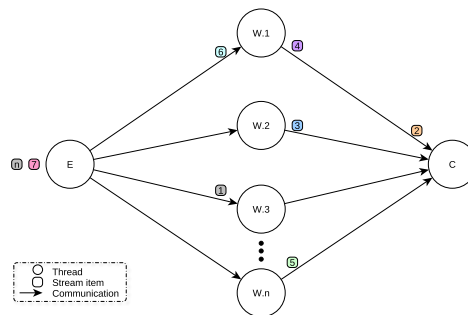 W.1
6
4
W.2
3
2
n
7
E
C
1
W.3
5
W.n
Thread
Stream item
Communication